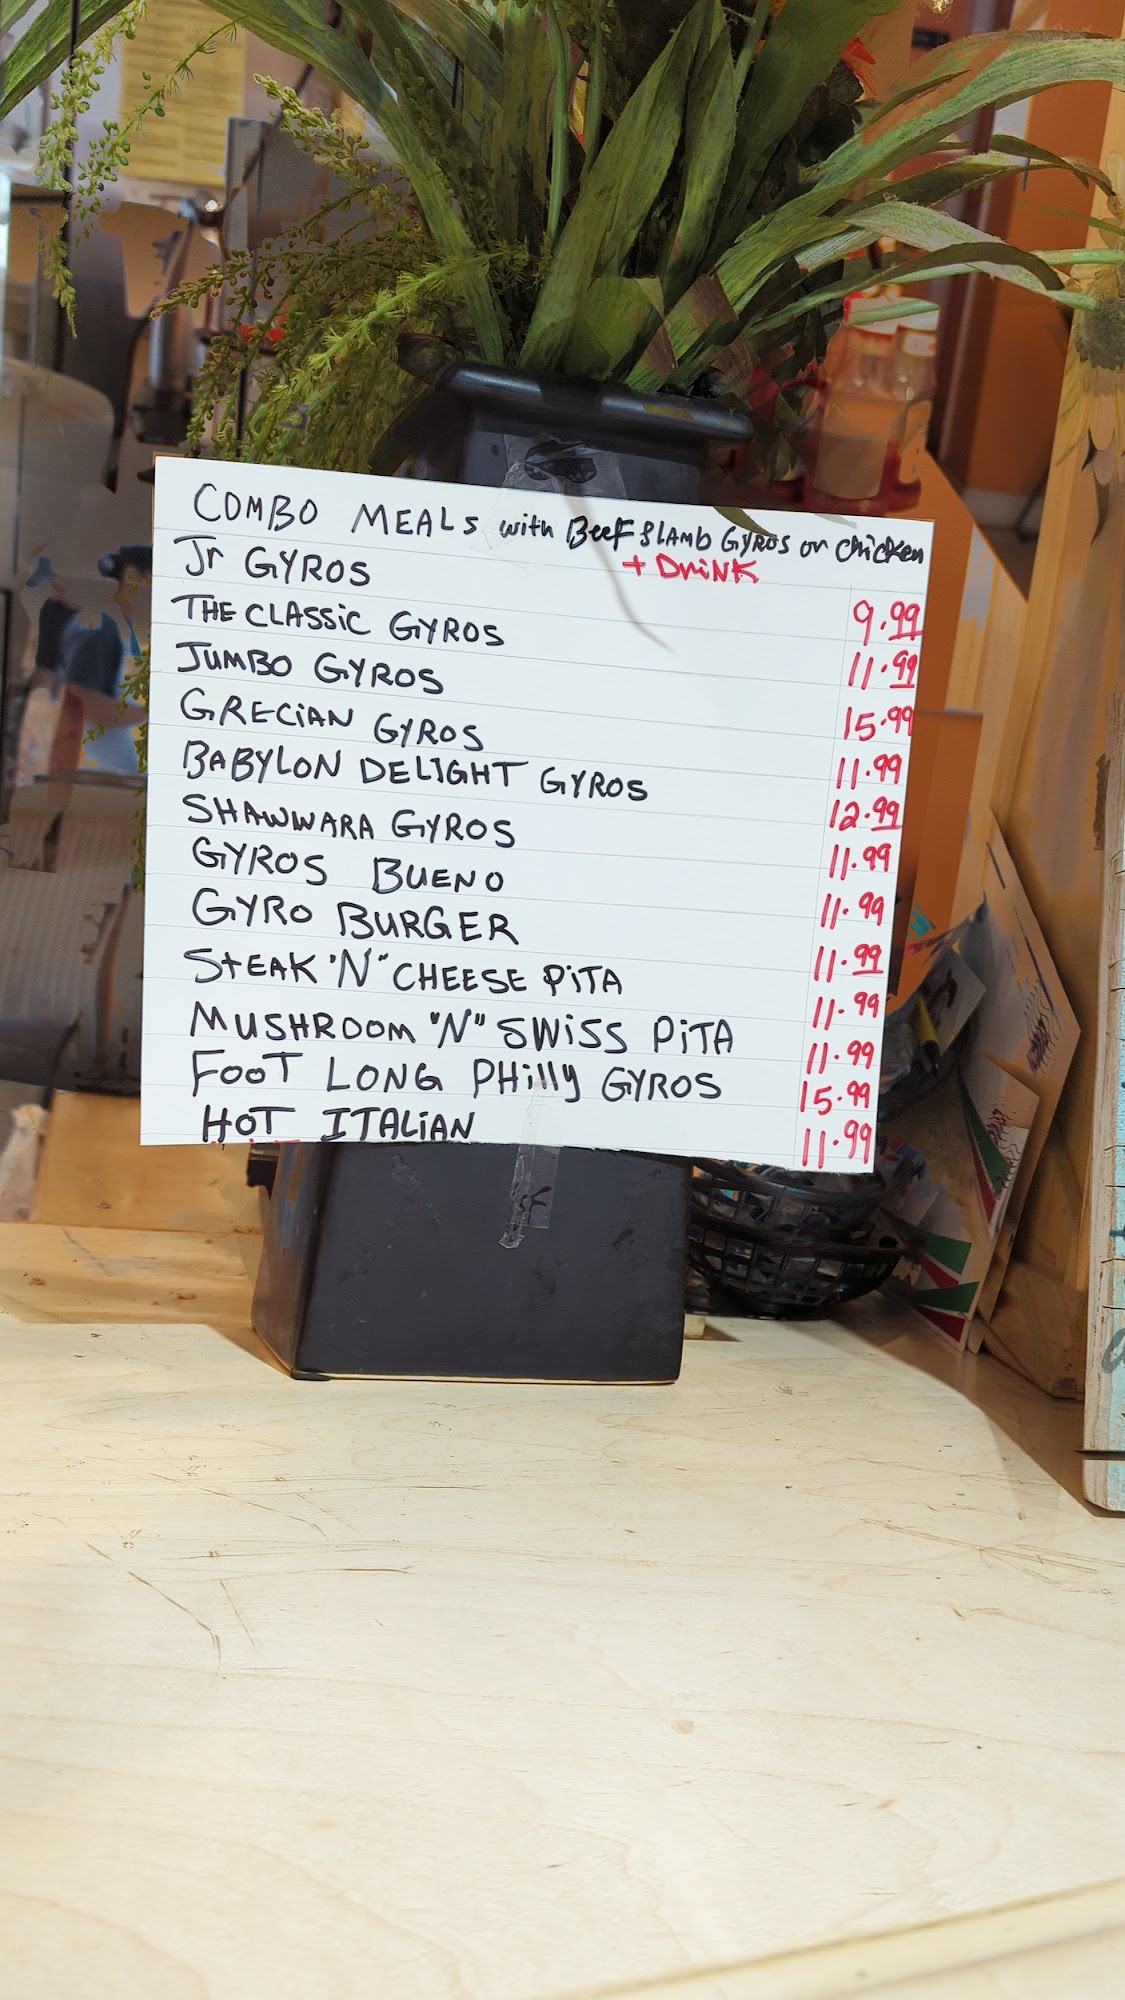 COMBO MEALs with BeeF & LAMb GYROS or chicken
+ DriNK
Jr GYROS 9.99
THE CLASSiC GYROS 11.99
JUMBO GYROS 15.99
GRECiAN GYROS 11.99
BABYLON DELIGHT GYROS 12.99
SHAWWARA GYROS 11.99
GYROS BUENO 11.99
GYRO BURGER 11.99
STEAK "N" CHEESE PiTA 11.99
MUSHROOM "N" SWiSS PiTA 11.99
FOOT LONG PHilly GYROS 15.99
HOT ITALiAN 11.99